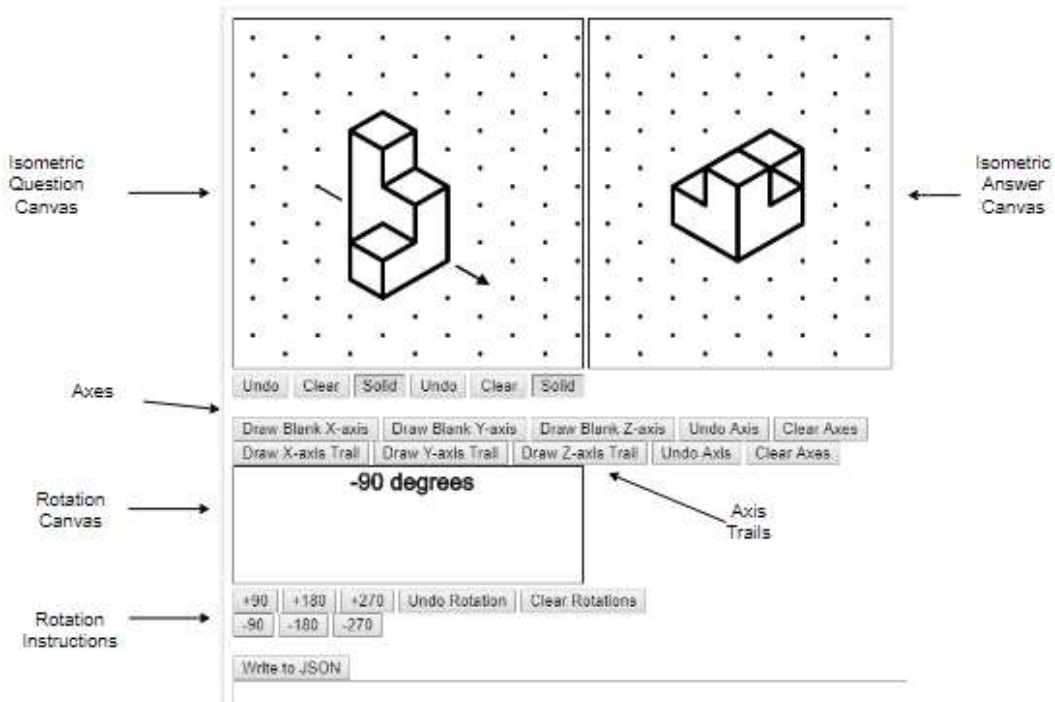 Isometric
Question
Canvas
Isometric
Answer
Canvas
Undo Clear Solid Undo Clear Solid
Axes
Draw Blank X-axis Draw Blank Y-axis Draw Blank Z-axis Undo Axis Clear Axes
Draw X-axis Trail Draw Y-axis Trail Draw Z-axis Trail Undo Axis Clear Axes
-90 degrees
Rotation
Canvas
Axis
Trails
+90 +180 +270 Undo Rotation Clear Rotations
-90 -180 -270
Rotation
Instructions
Write to JSON